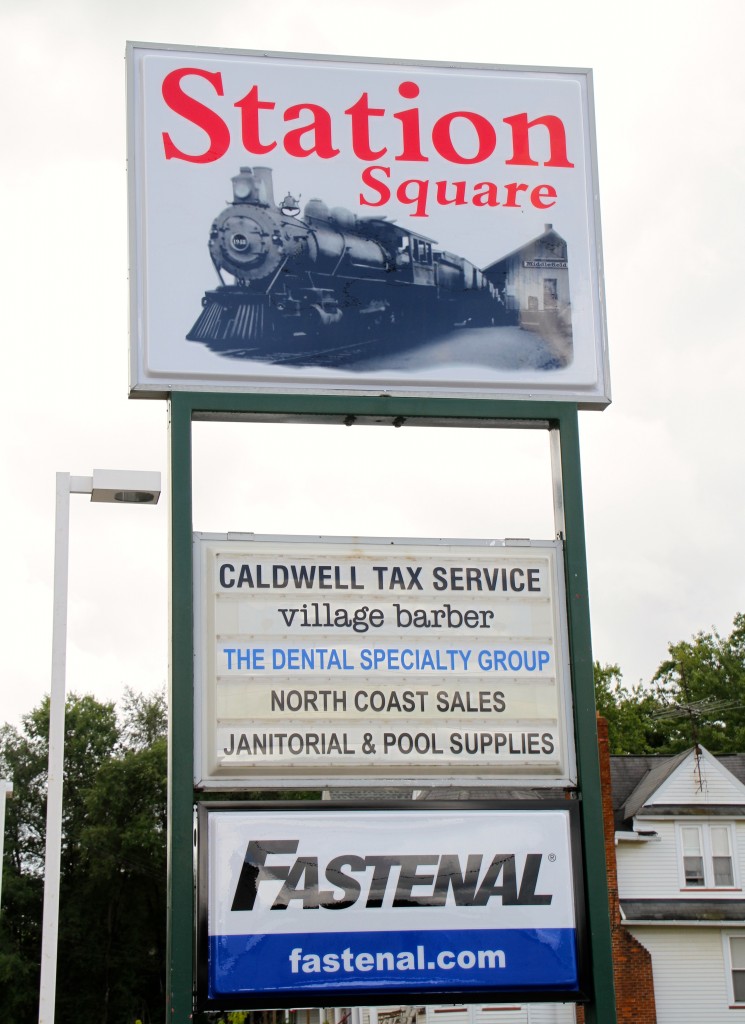 Station
Square
Middlefield
CALDWELL TAX SERVICE
village barber
THE DENTAL SPECIALTY GROUP
NORTH COAST SALES
JANITORIAL & POOL SUPPLIES
FASTENAL®
fastenal.com